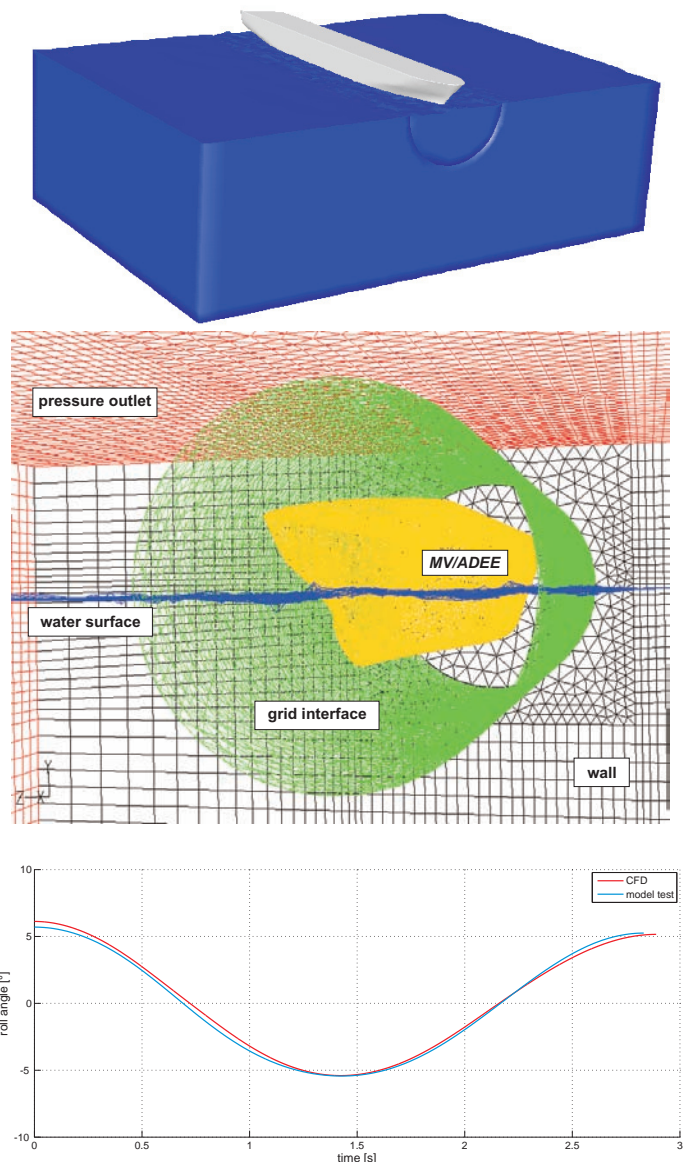 pressure outlet
MV/ADEE
water surface
grid interface
wall
Y
Z X
10
5
0
-5
-10
roll angle [°]
CFD
model test
0
0.5
1
1.5
2
2.5
3
time [s]